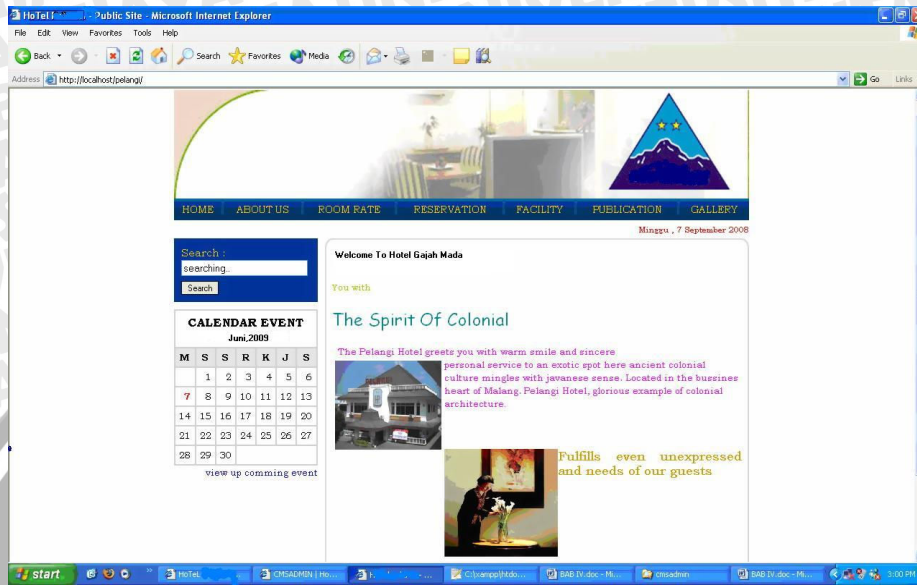 HoTel - Public Site - Microsoft Internet Explorer
File Edit View Favorites Tools Help
Back Search Favorites Media
Address http://localhost/pelangi/ Go Links
HOME ABOUT US ROOM RATE RESERVATION FACILITY PUBLICATION GALLERY
Minggu , 7 September 2008
Search :
searching..
Search
CALENDAR EVENT
Juni,2009
M S S R K J S
1 2 3 4 5 6
7 8 9 10 11 12 13
14 15 16 17 18 19 20
21 22 23 24 25 26 27
28 29 30
view up comming event
Welcome To Hotel Gajah Mada
You with
The Spirit Of Colonial
The Pelangi Hotel greets you with warm smile and sincere
personal service to an exotic spot here ancient colonial
culture mingles with javanese sense. Located in the bussines
heart of Malang. Pelangi Hotel, glorious example of colonial
architecture.
Fulfills even unexpressed
and needs of our guests
start HoTel CMSADMIN | Ho... C:\xampp\htdo... BAB IV.doc - Mi... cmsadmin BAB IV.doc - Mi... 3:00 PM